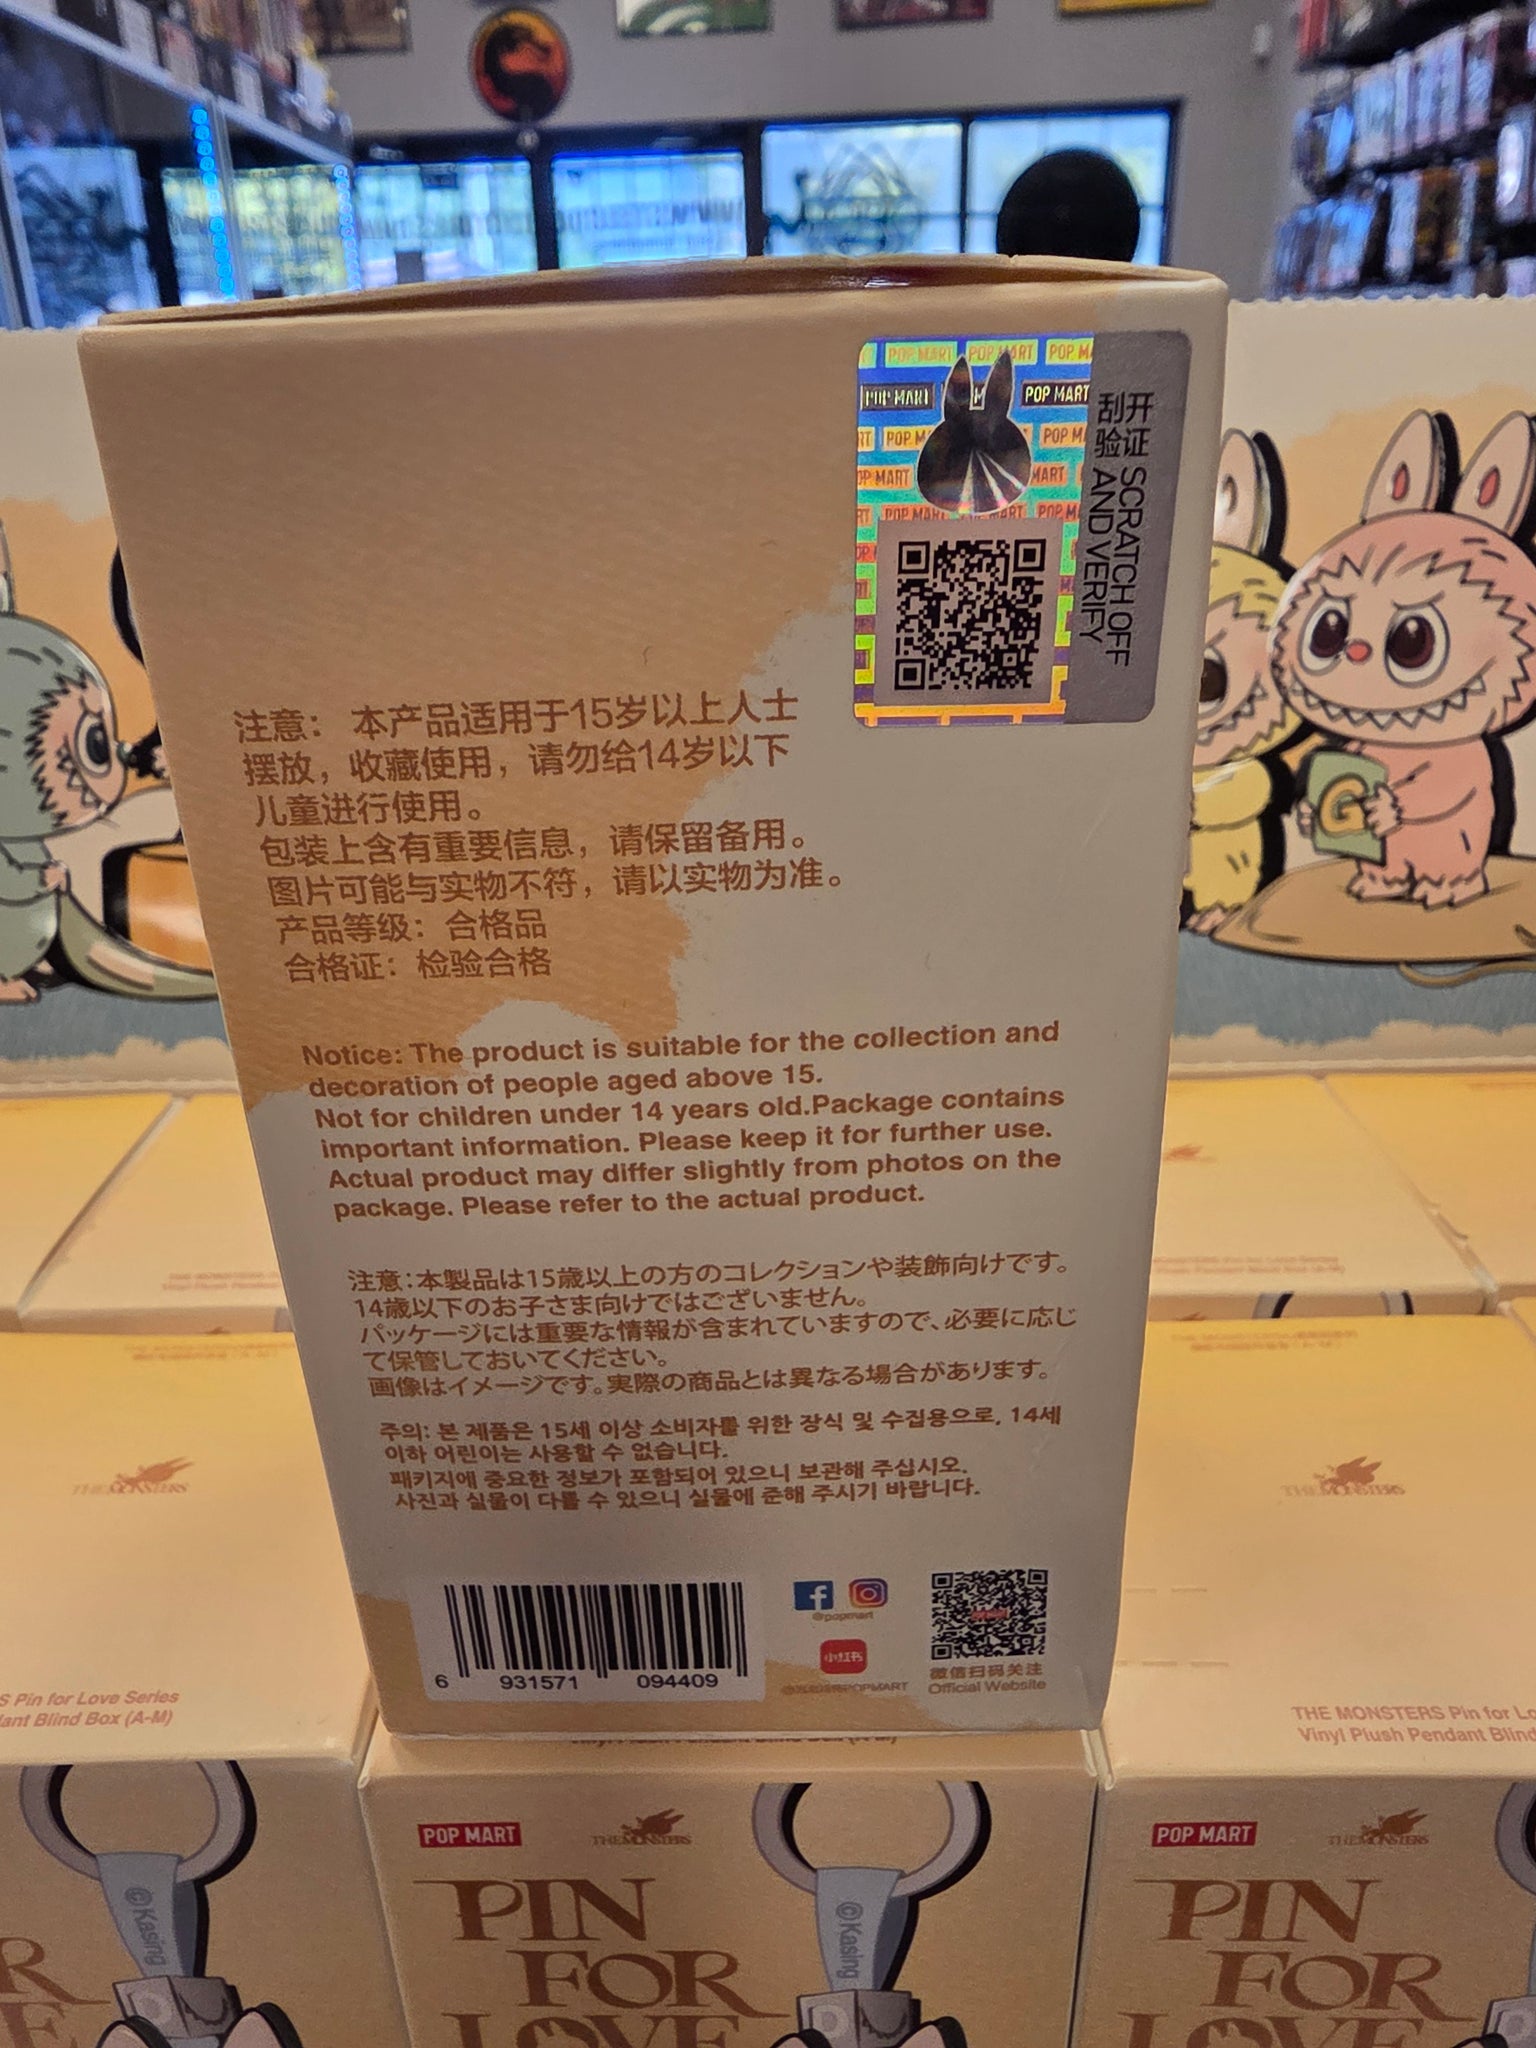 POP MART
POP MART
POP MART
刮开
验证
SCRATCH OFF
AND VERIFY
注意：本产品适用于15岁以上人士
摆放，收藏使用，请勿给14岁以下
儿童进行使用。
包装上含有重要信息，请保留备用。
图片可能与实物不符，请以实物为准。
产品等级：合格品
合格证：检验合格
Notice: The product is suitable for the collection and
decoration of people aged above 15.
Not for children under 14 years old.Package contains
important information. Please keep it for further use.
Actual product may differ slightly from photos on the
package. Please refer to the actual product.
注意：本製品は15歳以上の方のコレクションや装飾向けです。
14歳以下のお子さま向けではございません。
パッケージには重要な情報が含まれていますので、必要に応じ
て保管しておいてください。
画像はイメージです。実際の商品とは異なる場合があります。
주의: 본 제품은 15세 이상 소비자를 위한 장식 및 수집용으로, 14세
이하 어린이는 사용할 수 없습니다.
패키지에 중요한 정보가 포함되어 있으니 보관해 주십시오.
사진과 실물이 다를 수 있으니 실물에 준해 주시기 바랍니다.
6 931571 094409
@popmart
小红书
微信扫码关注
Official Website
G
THE MONSTERS
THE MONSTERS
S Pin for Love Series
ant Blind Box (A-M)
THE MONSTERS Pin for Lo
Vinyl Plush Pendant Blind
POP MART
THE MONSTERS
PIN
FOR
LOVE
©Kasing
POP MART
THE MONSTERS
PIN
FOR
LOVE
©Kasing